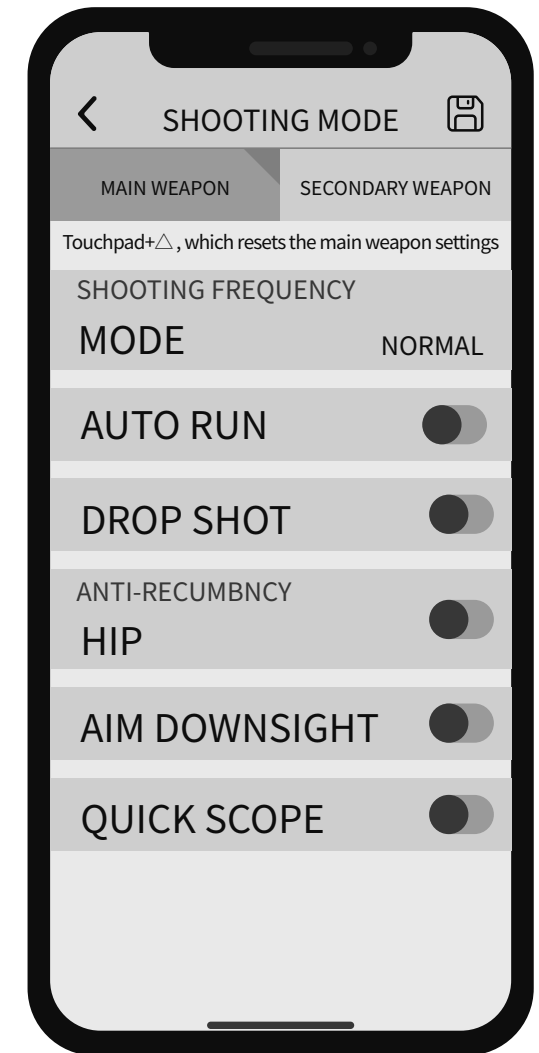 SHOOTING MODE
MAIN WEAPON
SECONDARY WEAPON
Touchpad+△, which resets the main weapon settings
SHOOTING FREQUENCY
MODE
NORMAL
AUTO RUN
DROP SHOT
ANTI-RECUMBNCY
HIP
AIM DOWNSIGHT
QUICK SCOPE